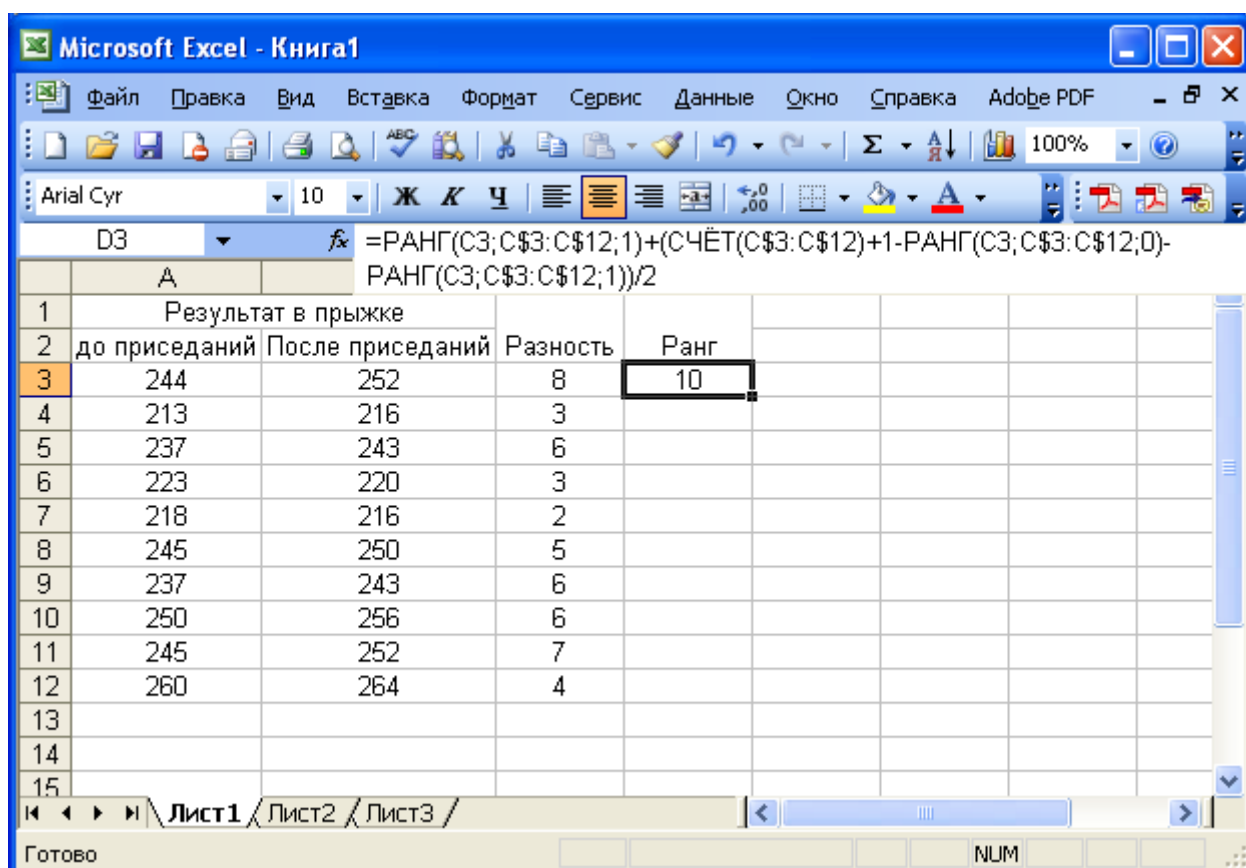 Microsoft Excel - Книга1
Файл Правка Вид Вставка Формат Сервис Данные Окно Справка Adobe PDF
ABC Σ А Я 100%
Arial Cyr 10 Ж К Ч ,00 А
D3 fx =РАНГ(C3;C$3:C$12;1)+(СЧЁТ(C$3:C$12)+1-РАНГ(C3;C$3:C$12;0)-
РАНГ(C3;C$3:C$12;1))/2
A
1 Результат в прыжке
2 до приседаний После приседаний Разность Ранг
3 244 252 8 10
4 213 216 3
5 237 243 6
6 223 220 3
7 218 216 2
8 245 250 5
9 237 243 6
10 250 256 6
11 245 252 7
12 260 264 4
13
14
15
Лист1 Лист2 Лист3
Готово NUM